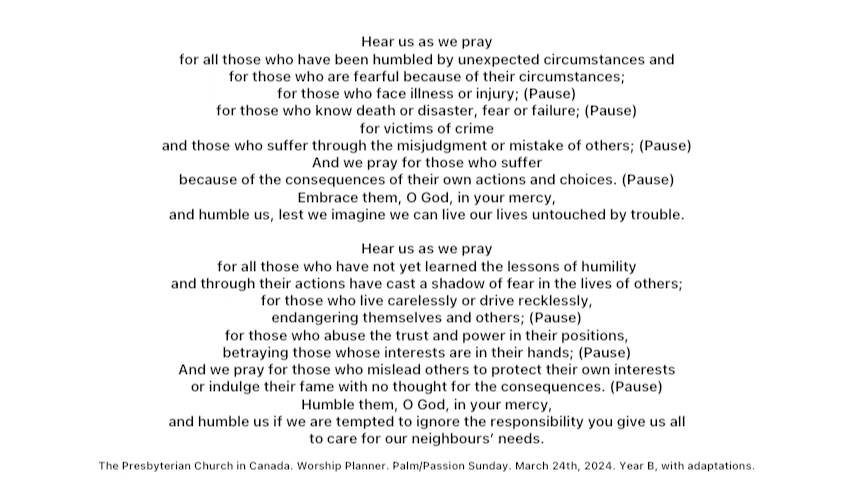 Hear us as we pray
for all those who have been humbled by unexpected circumstances and
for those who are fearful because of their circumstances;
for those who face illness or injury; (Pause)
for those who know death or disaster, fear or failure; (Pause)
for victims of crime
and those who suffer through the misjudgment or mistake of others; (Pause)
And we pray for those who suffer
because of the consequences of their own actions and choices. (Pause)
Embrace them, O God, in your mercy,
and humble us, lest we imagine we can live our lives untouched by trouble.
Hear us as we pray
for all those who have not yet learned the lessons of humility
and through their actions have cast a shadow of fear in the lives of others;
for those who live carelessly or drive recklessly,
endangering themselves and others; (Pause)
for those who abuse the trust and power in their positions,
betraying those whose interests are in their hands; (Pause)
And we pray for those who mislead others to protect their own interests
or indulge their fame with no thought for the consequences. (Pause)
Humble them, O God, in your mercy,
and humble us if we are tempted to ignore the responsibility you give us all
to care for our neighbours’ needs.
The Presbyterian Church in Canada. Worship Planner. Palm/Passion Sunday. March 24th, 2024. Year B, with adaptations.